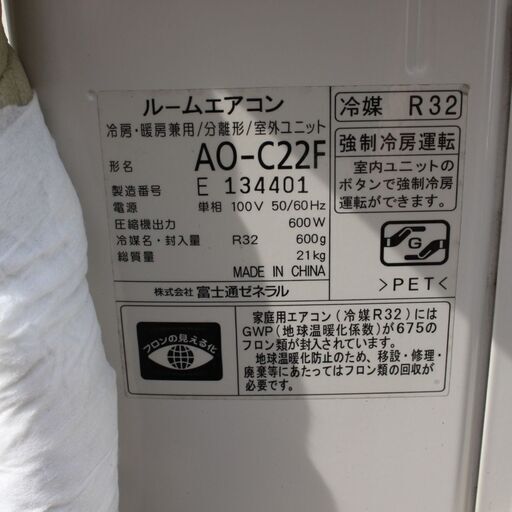 ルームエアコン
冷房・暖房兼用/分離形/室外ユニット
形名 AO-C22F
製造番号 E 134401
電源 単相 100V 50/60Hz
圧縮機出力 600W
冷媒名・封入量 R32 600g
総質量 21kg
MADE IN CHINA
株式会社 富士通ゼネラル
冷媒 R32
強制冷房運転
室内ユニットの
ボタンで強制冷房
運転ができます。
G
>PET<
フロンの見える化
家庭用エアコン(冷媒R32)には
GWP(地球温暖化係数)が675の
フロン類が封入されています。
地球温暖化防止のため、移設・修理・
廃棄等にあたってはフロン類の回収が
必要です。